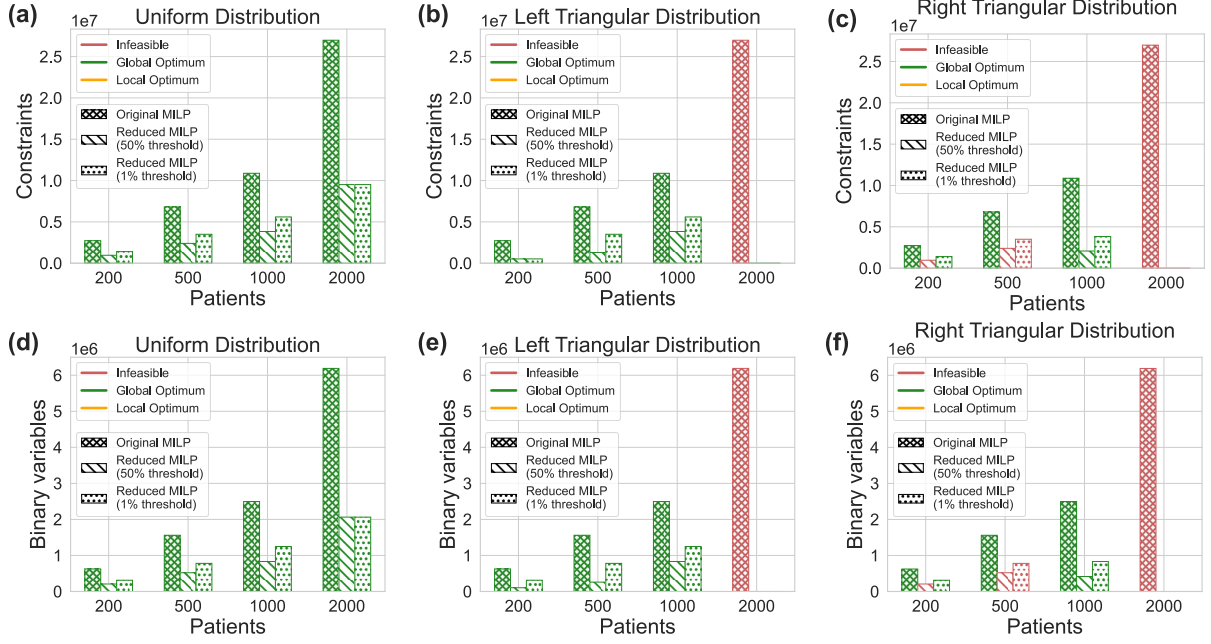 (a)
Uniform Distribution
1e7
Constraints
2.5
2.0
1.5
1.0
0.5
0.0
Infeasible
Global Optimum
Local Optimum
Original MILP
Reduced MILP
(50% threshold)
Reduced MILP
(1% threshold)
200 500 1000 2000
Patients
(b)
Left Triangular Distribution
1e7
Constraints
2.5
2.0
1.5
1.0
0.5
0.0
Infeasible
Global Optimum
Local Optimum
Original MILP
Reduced MILP
(50% threshold)
Reduced MILP
(1% threshold)
200 500 1000 2000
Patients
(c)
Right Triangular Distribution
1e7
Constraints
2.5
2.0
1.5
1.0
0.5
0.0
Infeasible
Global Optimum
Local Optimum
Original MILP
Reduced MILP
(50% threshold)
Reduced MILP
(1% threshold)
200 500 1000 2000
Patients
(d)
Uniform Distribution
1e6
Binary variables
6
5
4
3
2
1
0
Infeasible
Global Optimum
Local Optimum
Original MILP
Reduced MILP
(50% threshold)
Reduced MILP
(1% threshold)
200 500 1000 2000
Patients
(e)
Left Triangular Distribution
1e6
Binary variables
6
5
4
3
2
1
0
Infeasible
Global Optimum
Local Optimum
Original MILP
Reduced MILP
(50% threshold)
Reduced MILP
(1% threshold)
200 500 1000 2000
Patients
(f)
Right Triangular Distribution
1e6
Binary variables
6
5
4
3
2
1
0
Infeasible
Global Optimum
Local Optimum
Original MILP
Reduced MILP
(50% threshold)
Reduced MILP
(1% threshold)
200 500 1000 2000
Patients